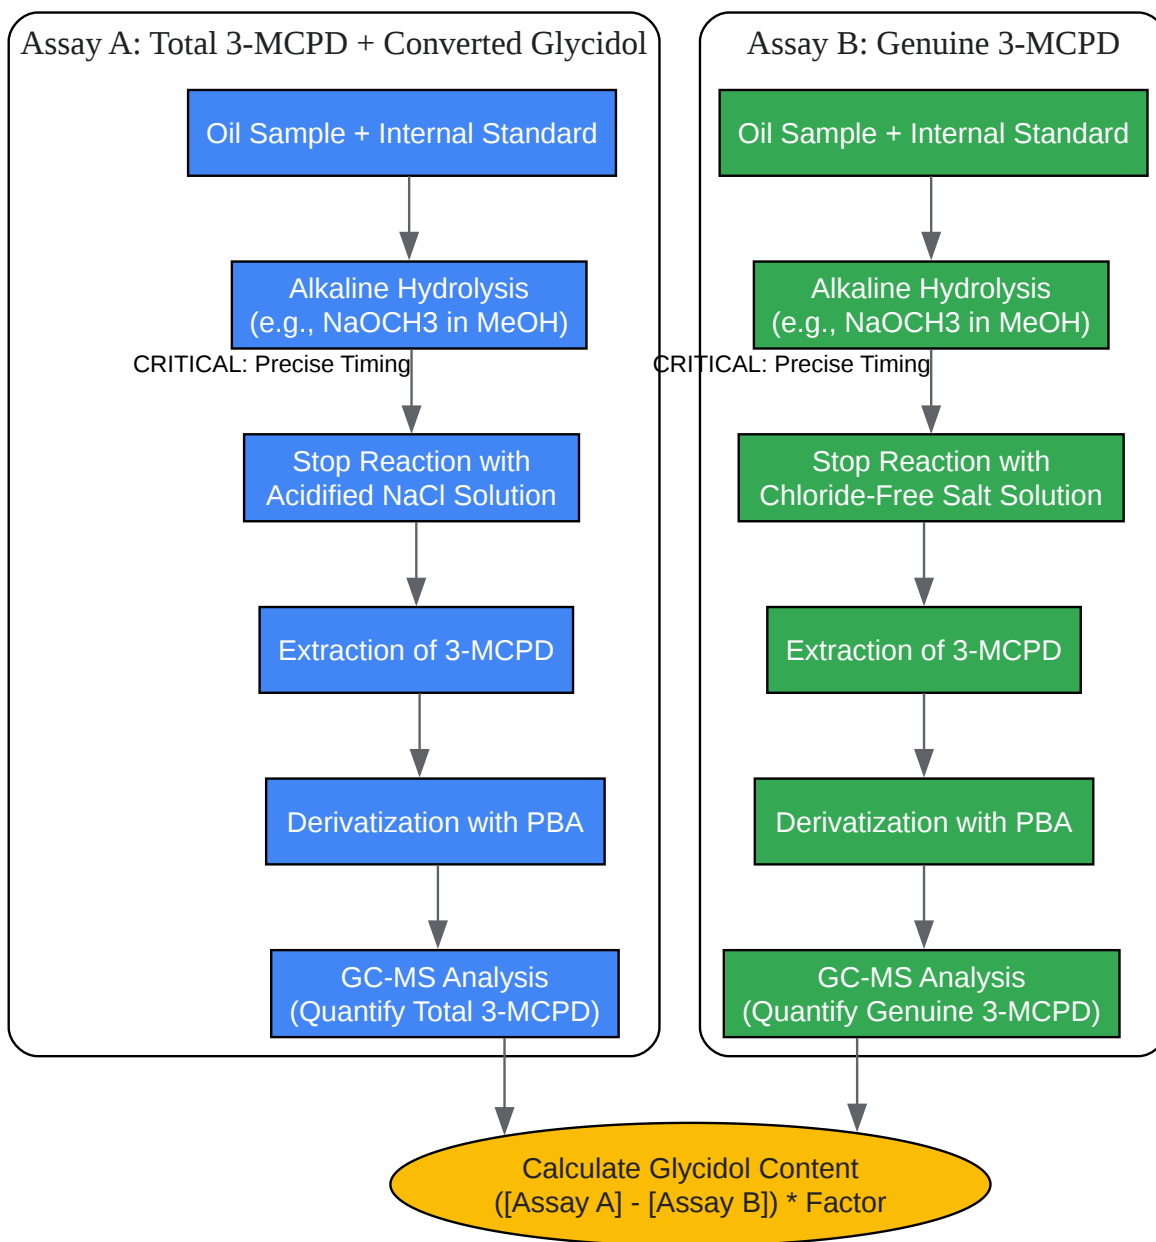 Assay A: Total 3-MCPD + Converted Glycidol
Oil Sample + Internal Standard
Alkaline Hydrolysis
(e.g., NaOCH3 in MeOH)
CRITICAL: Precise Timing
Stop Reaction with
Acidified NaCl Solution
Extraction of 3-MCPD
Derivatization with PBA
GC-MS Analysis
(Quantify Total 3-MCPD)
Assay B: Genuine 3-MCPD
Oil Sample + Internal Standard
Alkaline Hydrolysis
(e.g., NaOCH3 in MeOH)
CRITICAL: Precise Timing
Stop Reaction with
Chloride-Free Salt Solution
Extraction of 3-MCPD
Derivatization with PBA
GC-MS Analysis
(Quantify Genuine 3-MCPD)
Calculate Glycidol Content
([Assay A] - [Assay B]) * Factor